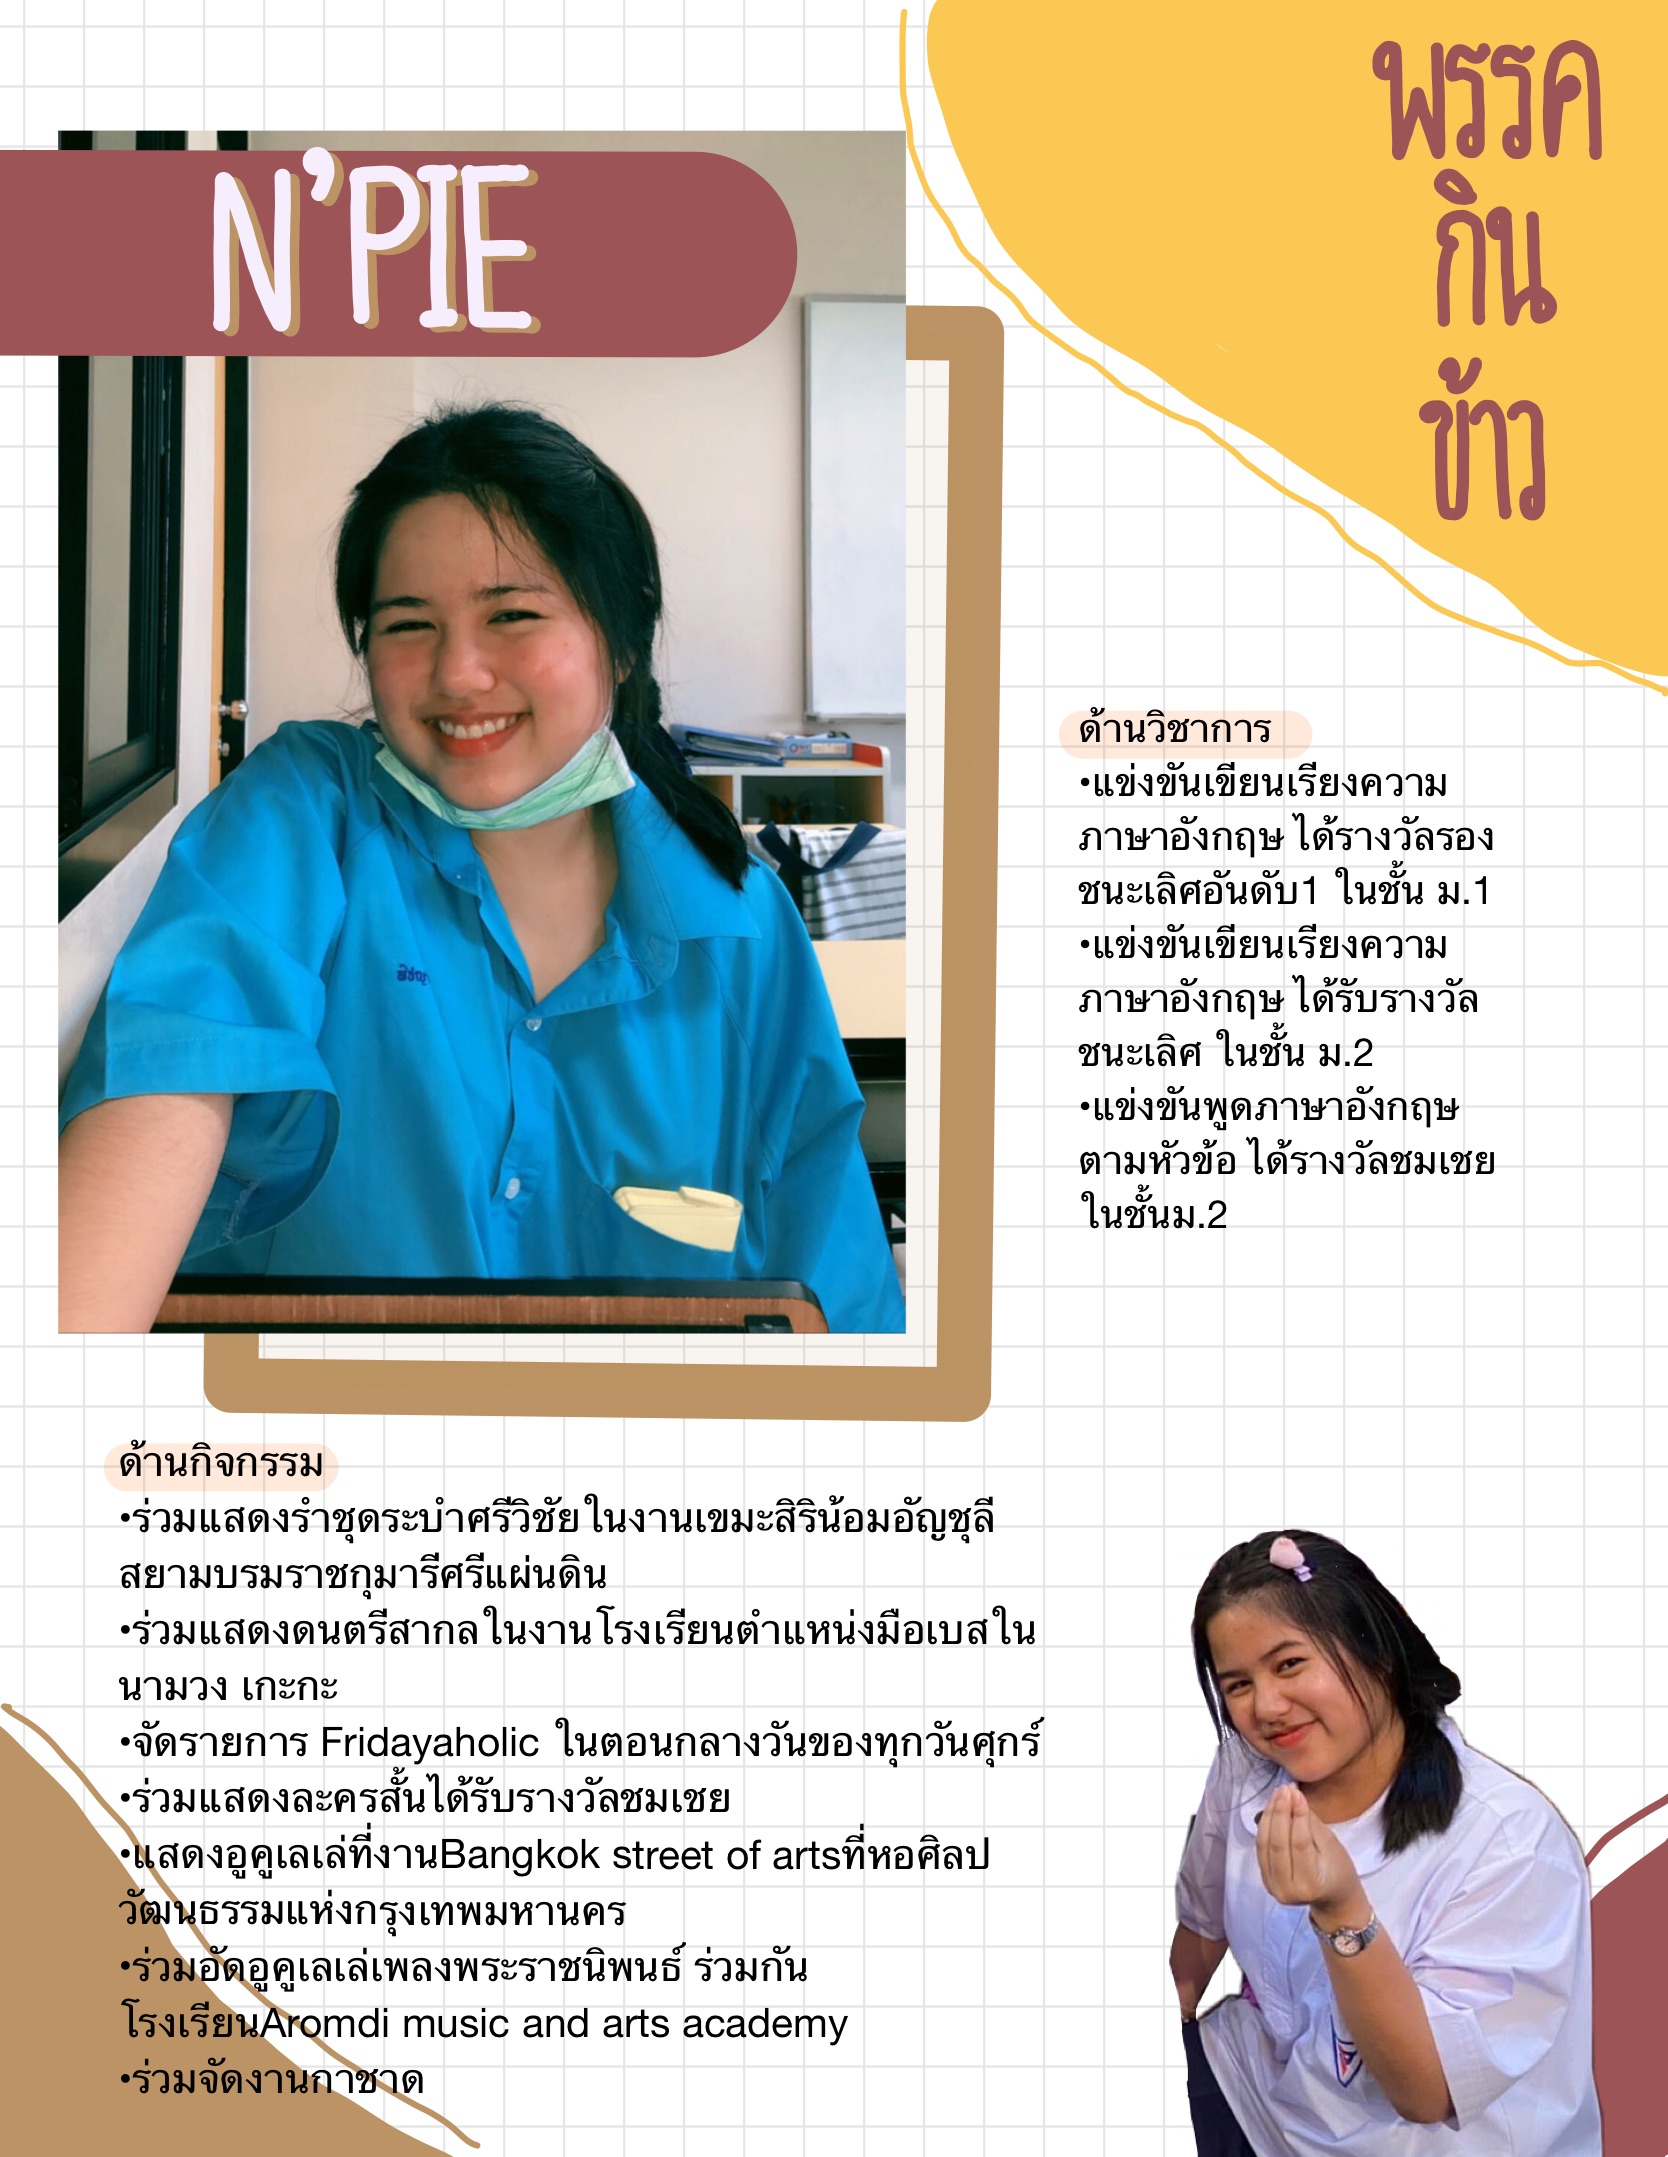 พรรค
กิน
ข้าว
N'PIE
ด้านวิชาการ
•แข่งขันเขียนเรียงความ
ภาษาอังกฤษ ได้รางวัลรอง
ชนะเลิศอันดับ1 ในชั้น ม.1
•แข่งขันเขียนเรียงความ
ภาษาอังกฤษ ได้รับรางวัล
ชนะเลิศ ในชั้น ม.2
•แข่งขันพูดภาษาอังกฤษ
ตามหัวข้อ ได้รางวัลชมเชย
ในชั้นม.2
ด้านกิจกรรม
•ร่วมแสดงรำชุดระบำศรีวิชัยในงานเขมะสิริน้อมอัญชุลี
สยามบรมราชกุมารีศรีแผ่นดิน
•ร่วมแสดงดนตรีสากลในงานโรงเรียนตำแหน่งมือเบสใน
นามวง เกะกะ
•จัดรายการ Fridayaholic ในตอนกลางวันของทุกวันศุกร์
•ร่วมแสดงละครสั้นได้รับรางวัลชมเชย
•แสดงอูคูเลเล่ที่งานBangkok street of artsที่หอศิลป
วัฒนธรรมแห่งกรุงเทพมหานคร
•ร่วมอัดอูคูเลเล่เพลงพระราชนิพนธ์ ร่วมกัน
โรงเรียนAromdi music and arts academy
•ร่วมจัดงานกาชาด